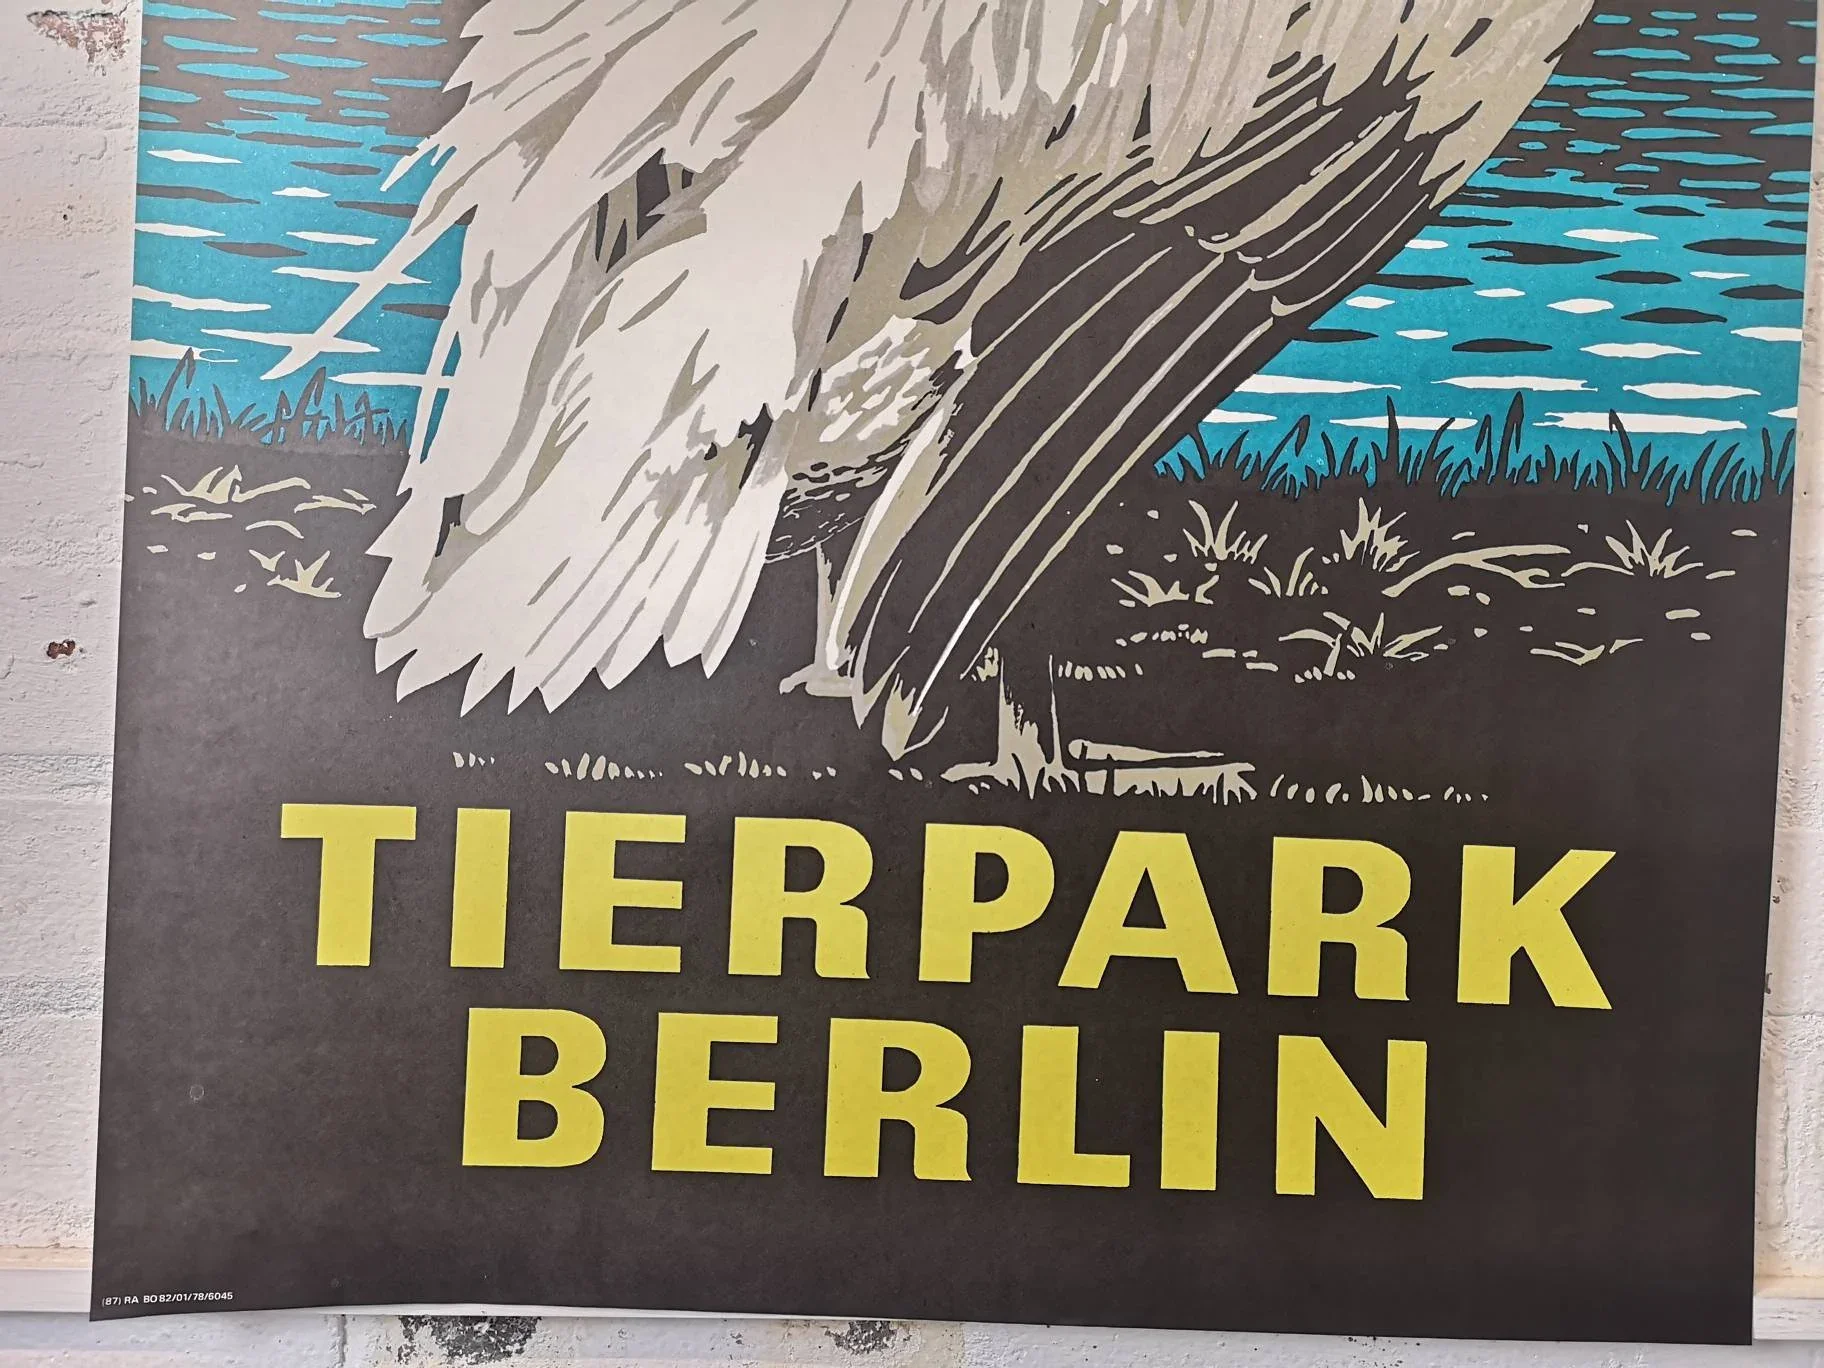 TIERPARK
BERLIN
(87) RA BO 82/01/78/6045